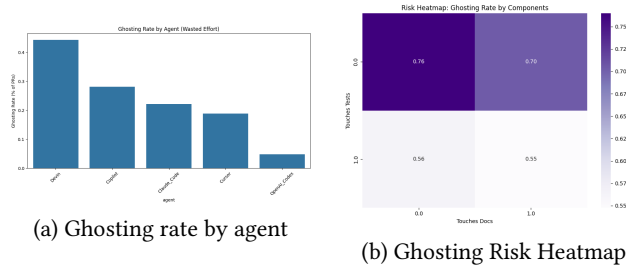 Ghosting Rate by Agent (Wasted Effort)
Ghosting Rate (% of PRs)
0.4
0.3
0.2
0.1
0.0
Devin
Copilot
Claude_Code
Cursor
OpenAI_Codex
agent
(a) Ghosting rate by agent
Risk Heatmap: Ghosting Rate by Components
Touches Tests
0.0
1.0
0.76
0.70
0.56
0.55
0.0
1.0
Touches Docs
0.75
0.70
0.65
0.60
0.55
(b) Ghosting Risk Heatmap